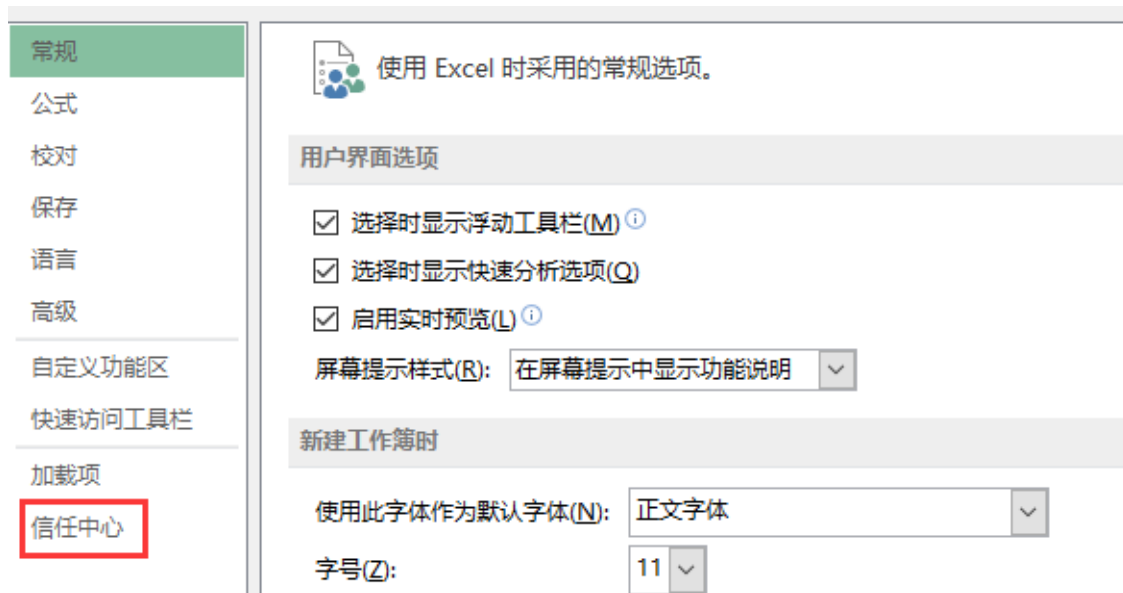 常规
公式
校对
保存
语言
高级
自定义功能区
快速访问工具栏
加载项
信任中心
使用 Excel 时采用的常规选项。
用户界面选项
选择时显示浮动工具栏(M)
选择时显示快速分析选项(Q)
启用实时预览(L)
屏幕提示样式(R): 在屏幕提示中显示功能说明
新建工作簿时
使用此字体作为默认字体(N): 正文字体
字号(Z): 11